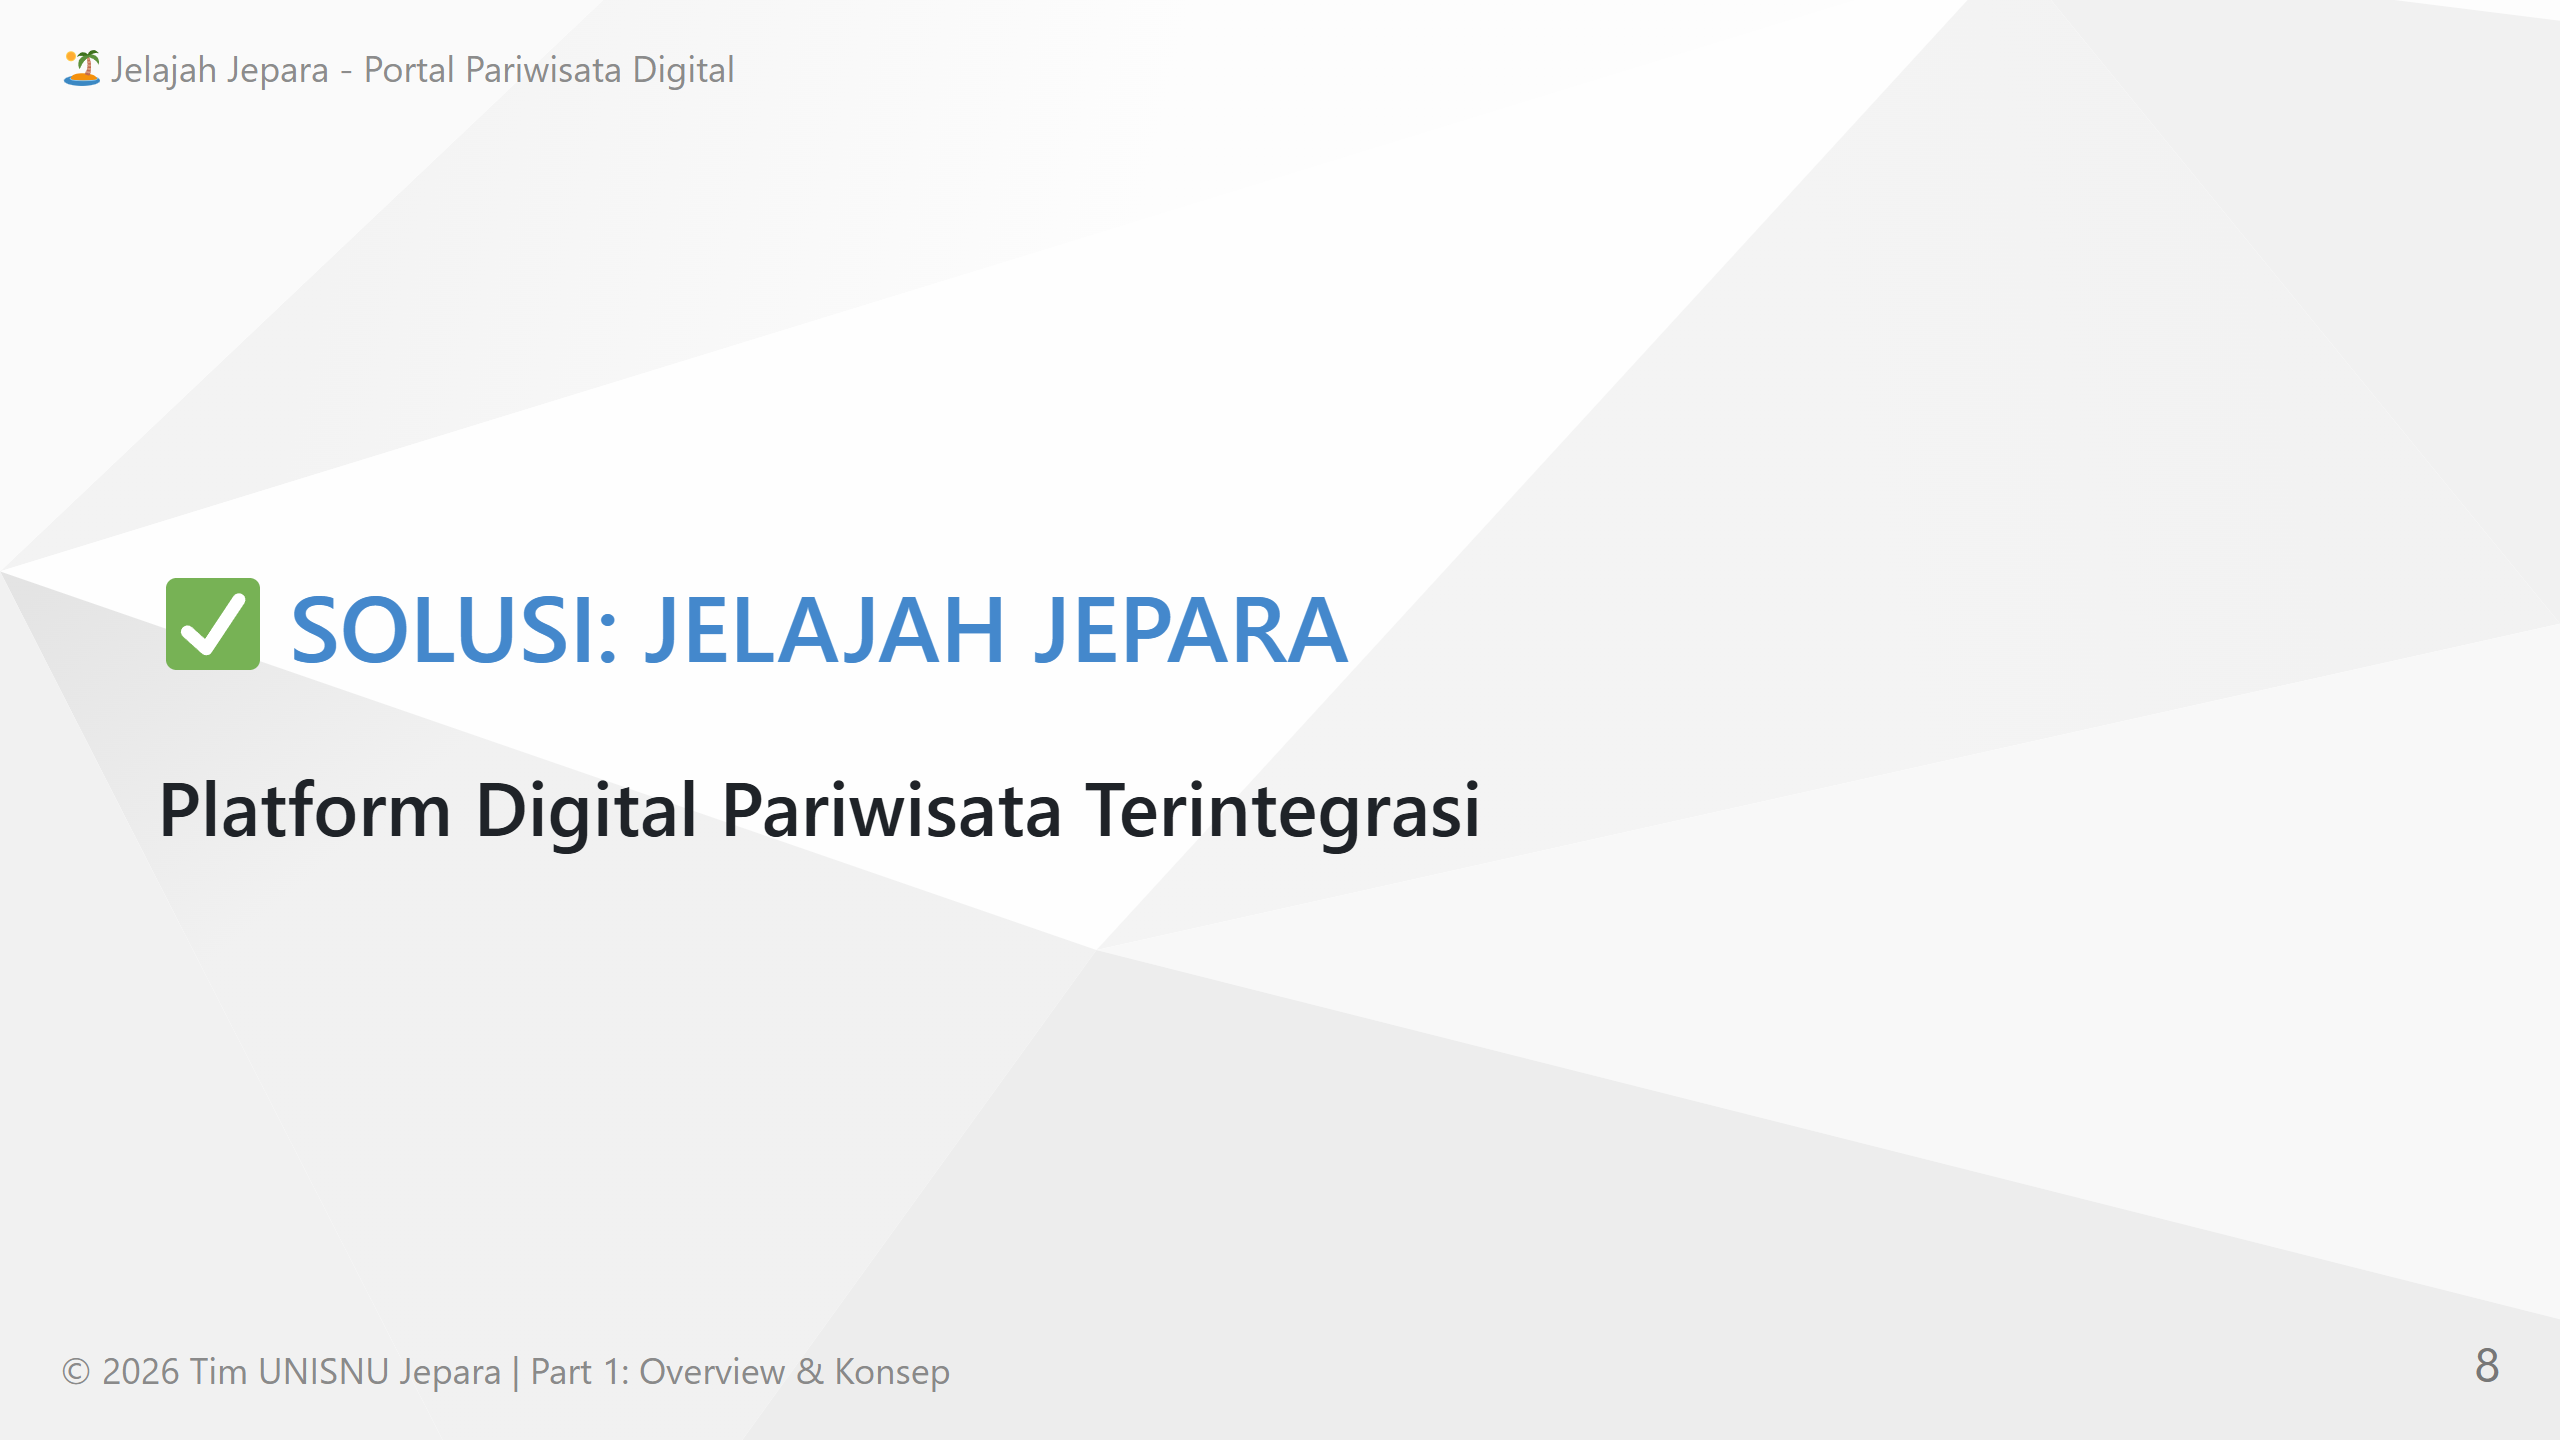 🏝️ Jelajah Jepara - Portal Pariwisata Digital
✅ SOLUSI: JELAJAH JEPARA
Platform Digital Pariwisata Terintegrasi
© 2026 Tim UNISNU Jepara | Part 1: Overview & Konsep
8